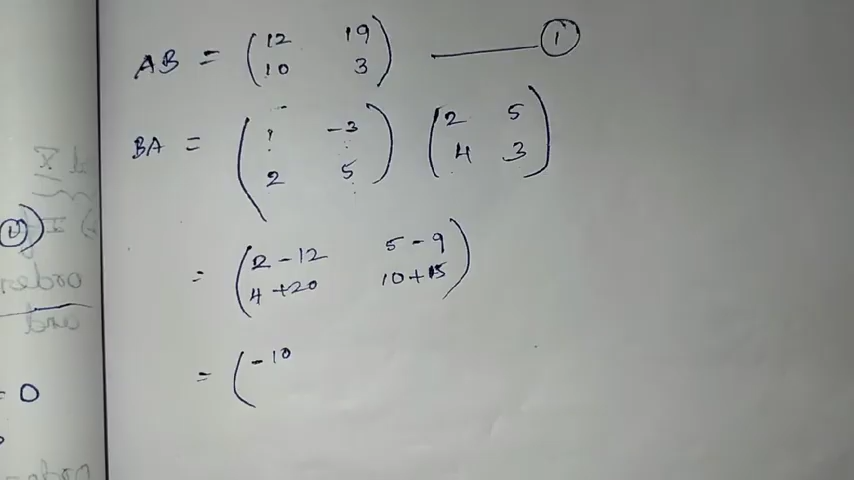 AB = (12 19
10 3) ——— ①
BA = (1 -3
2 5) (2 5
4 3)
= (2-12 5-9
4+20 10+15)
= (-10
= 0